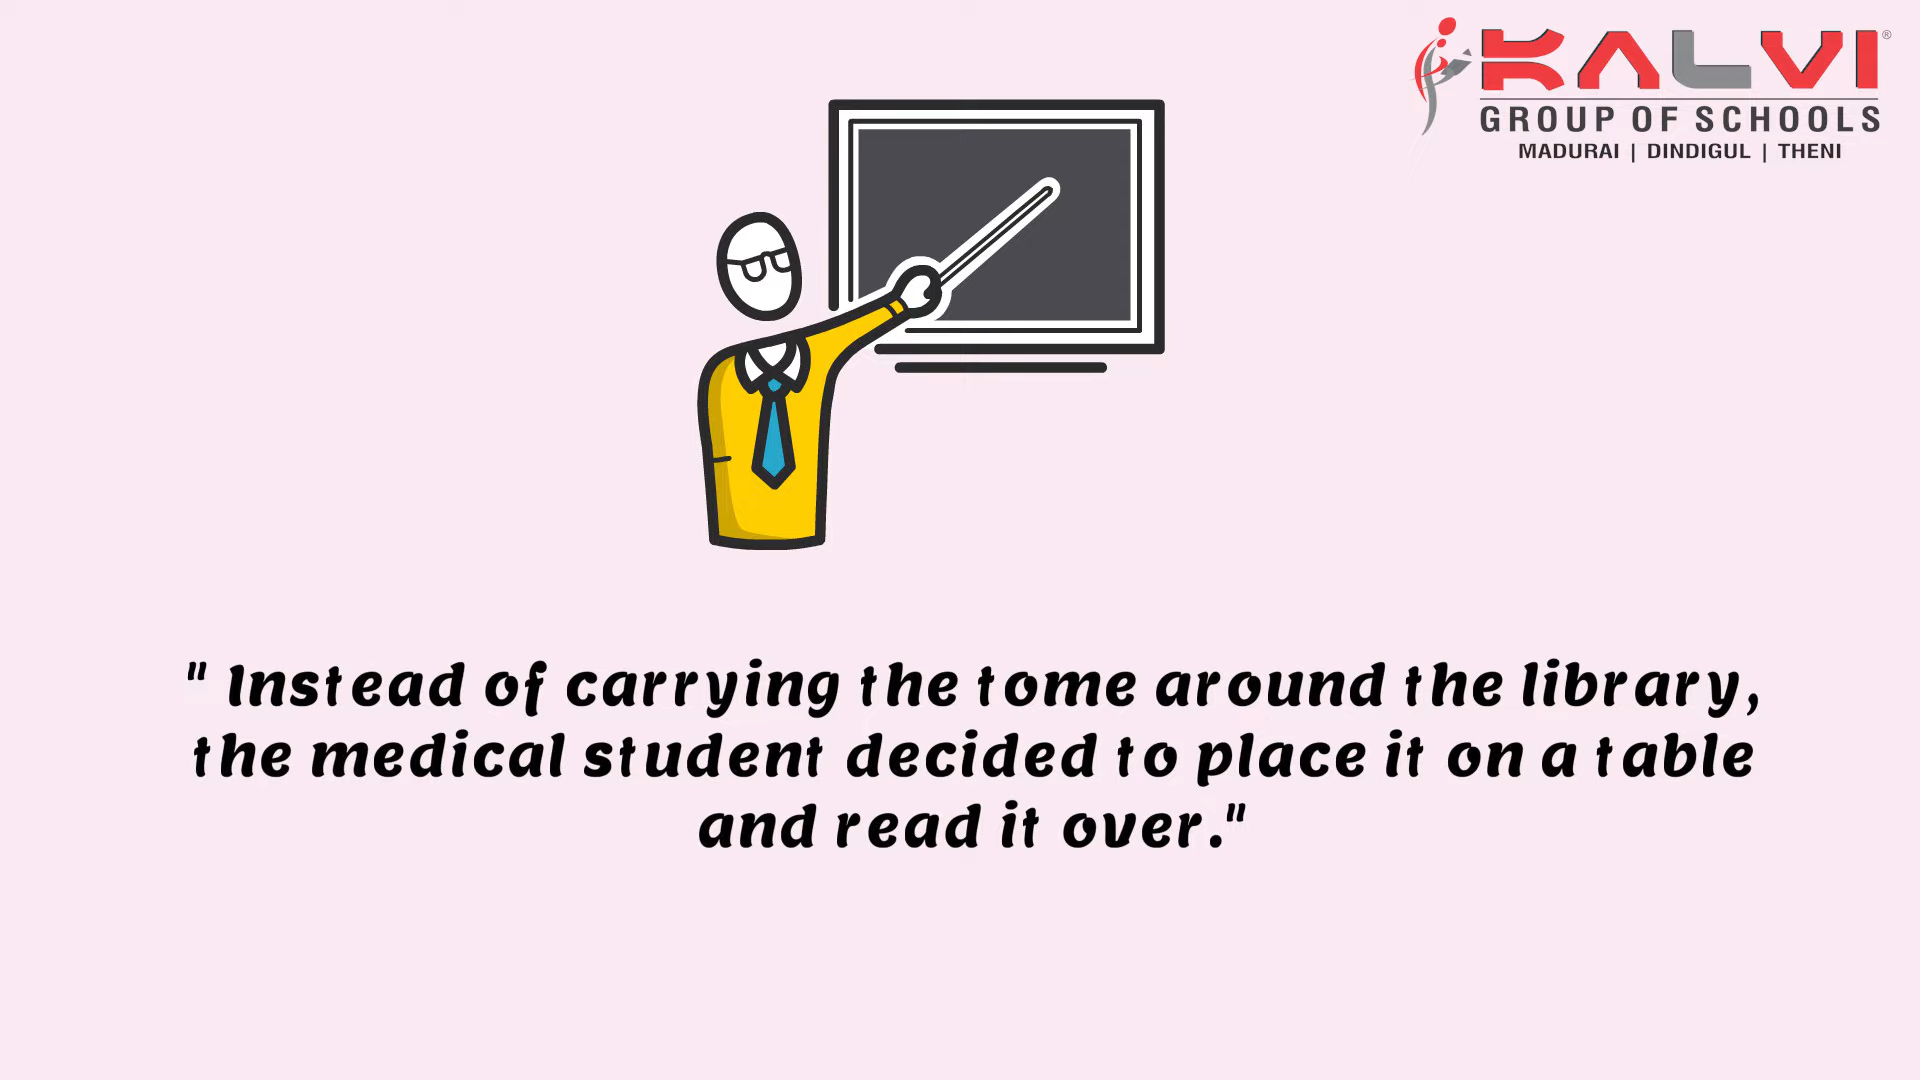 KALVI®
GROUP OF SCHOOLS
MADURAI | DINDIGUL | THENI
" Instead of carrying the tome around the library,
the medical student decided to place it on a table
and read it over."